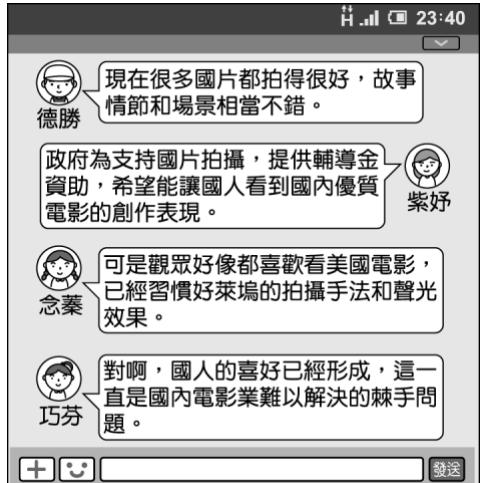 H 23:40
現在很多國片都拍得很好，故事
情節和場景相當不錯。
德勝
政府為支持國片拍攝，提供輔導金
資助，希望能讓國人看到國內優質
電影的創作表現。
紫妤
可是觀眾好像都喜歡看美國電影，
已經習慣好萊塢的拍攝手法和聲光
效果。
念蓁
對啊，國人的喜好已經形成，這一
直是國內電影業難以解決的棘手問
題。
巧芬
發送